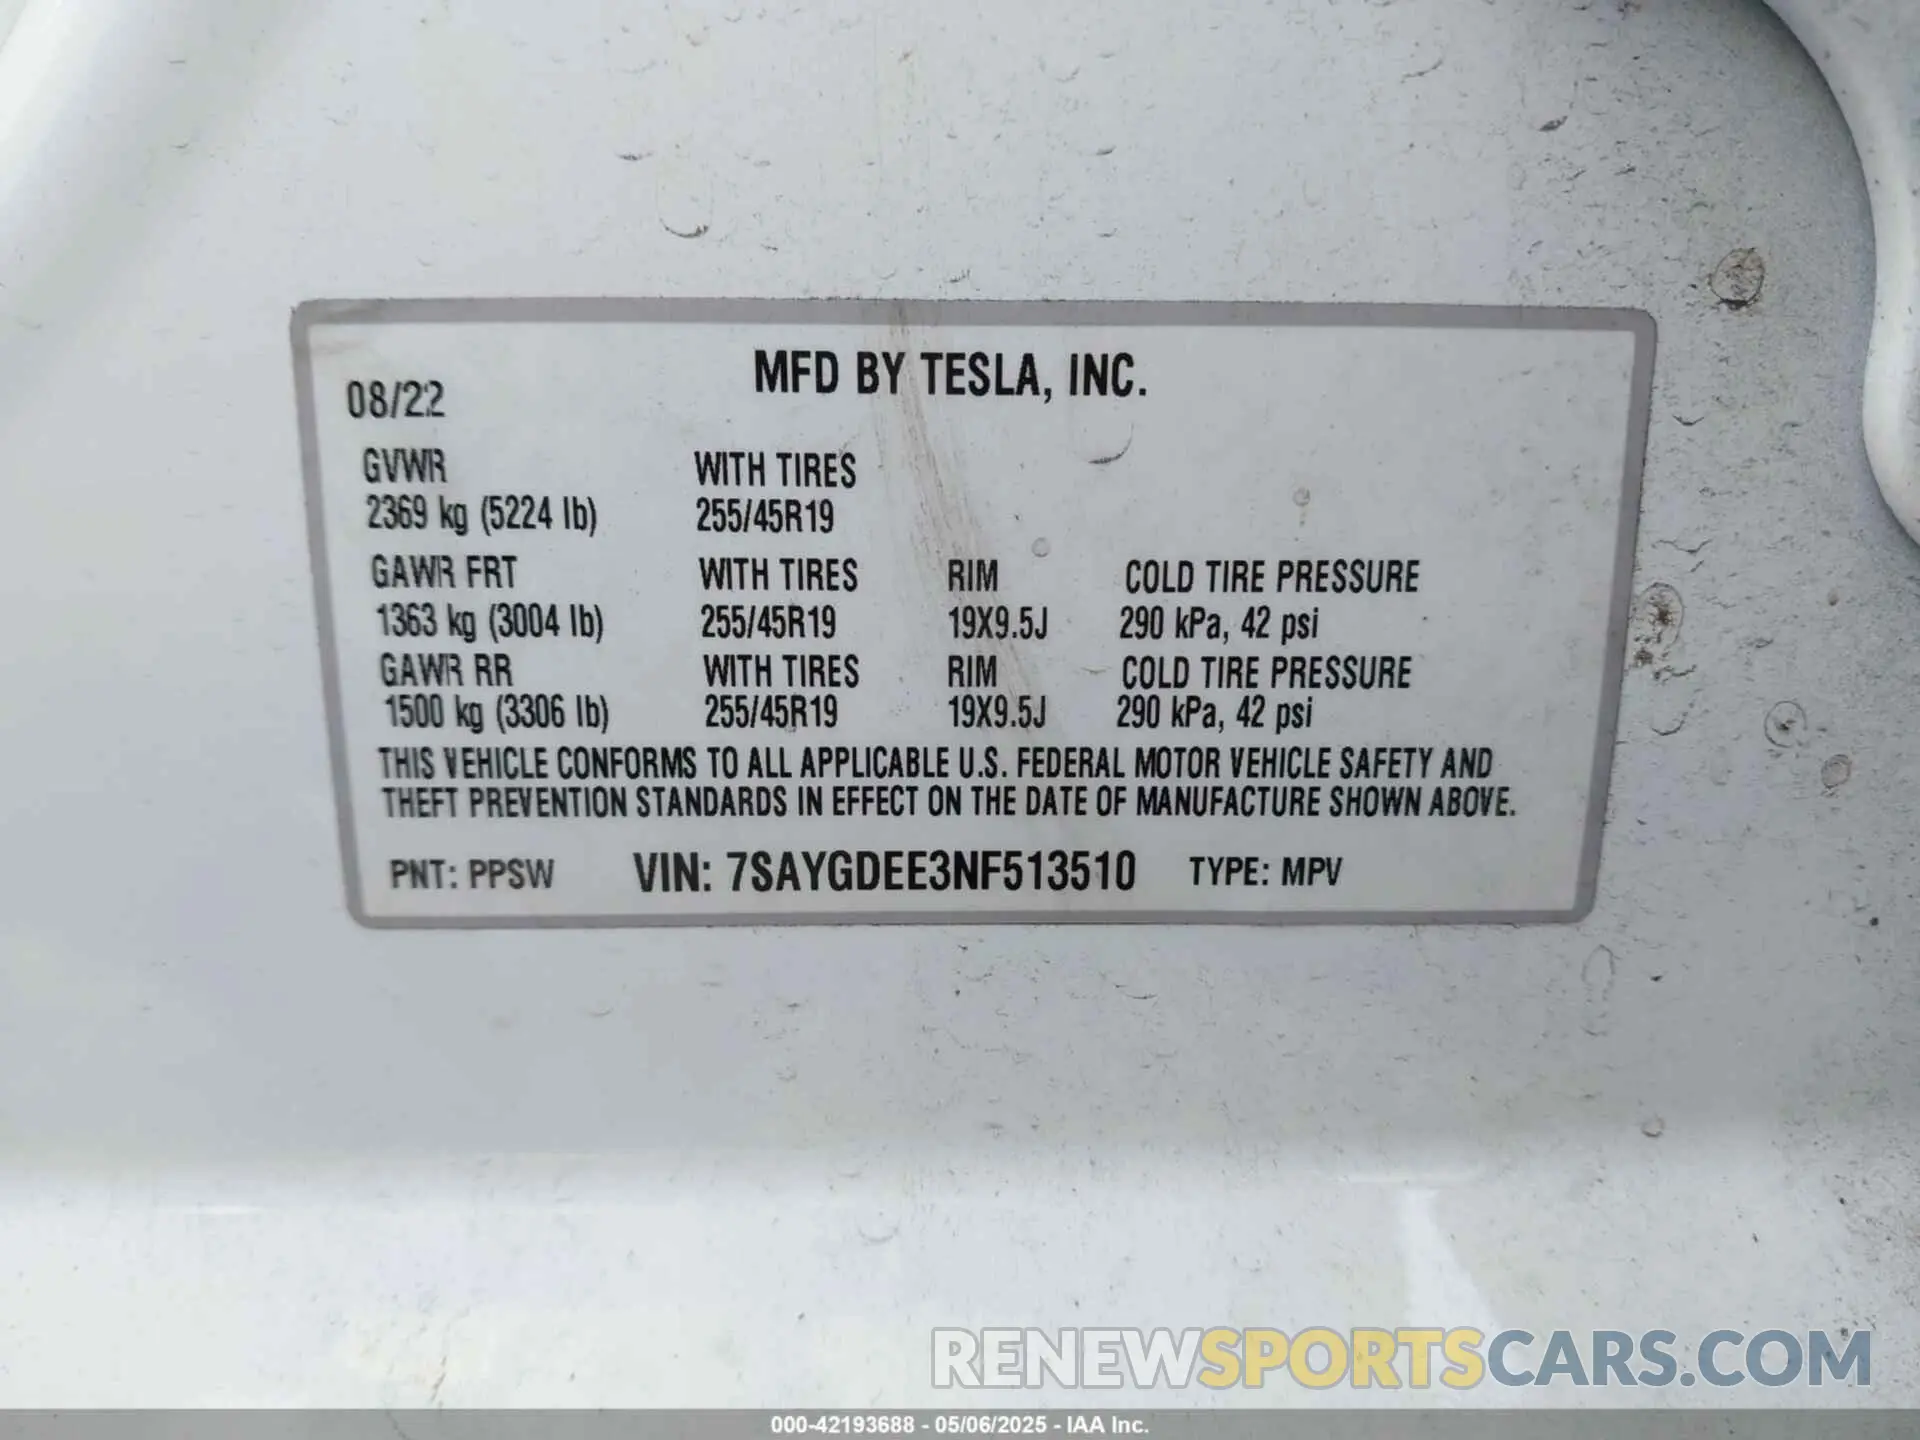 MFD BY TESLA, INC.
08/22
GVWR WITH TIRES
2369 kg (5224 lb) 255/45R19
GAWR FRT WITH TIRES RIM COLD TIRE PRESSURE
1363 kg (3004 lb) 255/45R19 19X9.5J 290 kPa, 42 psi
GAWR RR WITH TIRES RIM COLD TIRE PRESSURE
1500 kg (3306 lb) 255/45R19 19X9.5J 290 kPa, 42 psi
THIS VEHICLE CONFORMS TO ALL APPLICABLE U.S. FEDERAL MOTOR VEHICLE SAFETY AND
THEFT PREVENTION STANDARDS IN EFFECT ON THE DATE OF MANUFACTURE SHOWN ABOVE.
PNT: PPSW VIN: 7SAYGDEE3NF513510 TYPE: MPV
RENEWSPORTSCARS.COM
000-42193688 - 05/06/2025 - IAA Inc.